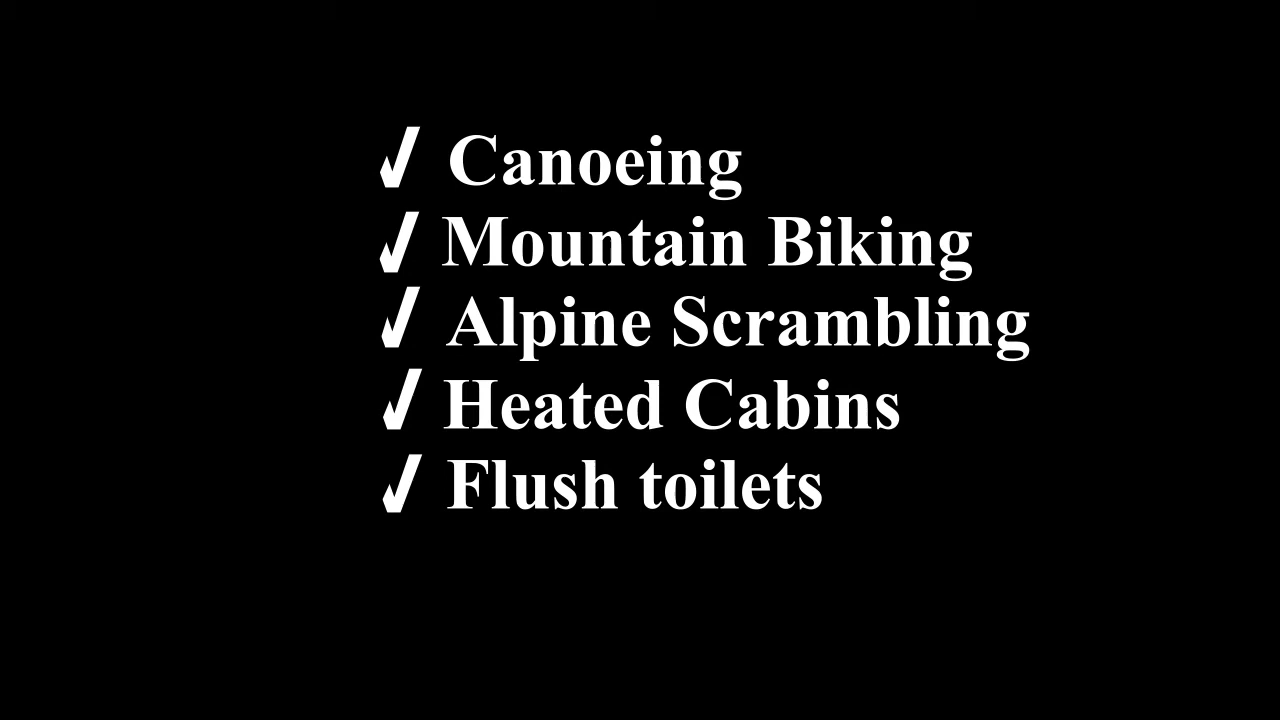 ✓ Canoeing
✓ Mountain Biking
✓ Alpine Scrambling
✓ Heated Cabins
✓ Flush toilets